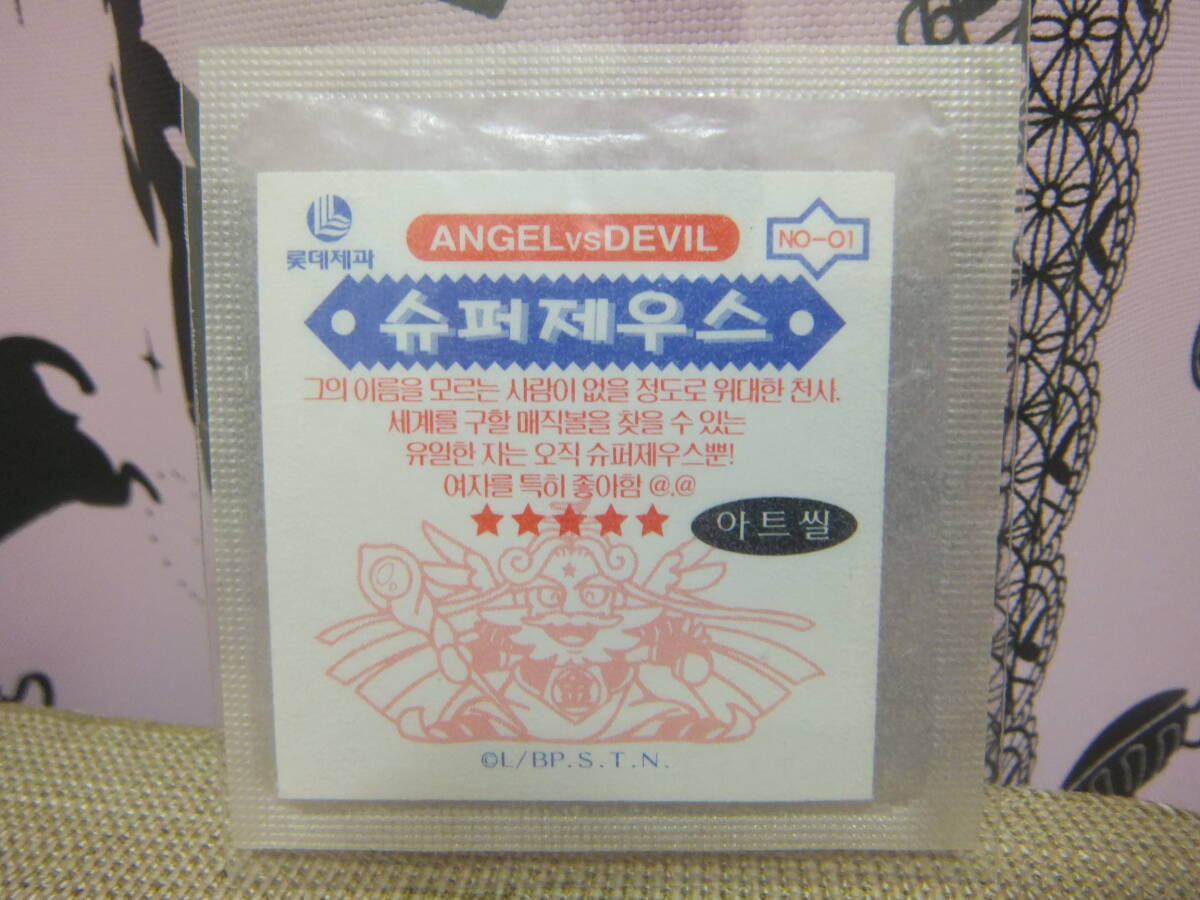 롯데제과
ANGELvsDEVIL
NO-01
슈퍼제우스
그의 이름을 모르는 사람이 없을 정도로 위대한 천사.
세계를 구할 매직볼을 찾을 수 있는
유일한 자는 오직 슈퍼제우스뿐!
여자를 특히 좋아함 @.@
★★★★★
아트씰
金
©L/BP.S.T.N.